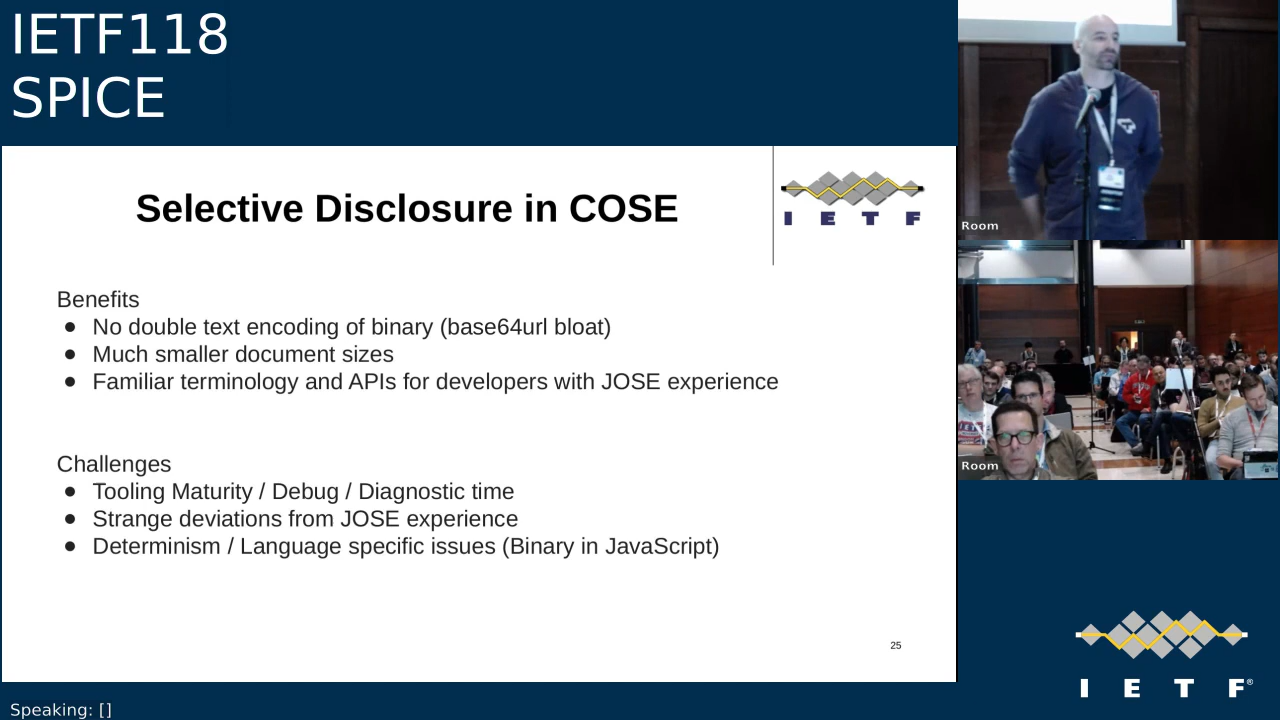 IETF118
SPICE
Selective Disclosure in COSE
I E T F
Benefits
● No double text encoding of binary (base64url bloat)
● Much smaller document sizes
● Familiar terminology and APIs for developers with JOSE experience
Challenges
● Tooling Maturity / Debug / Diagnostic time
● Strange deviations from JOSE experience
● Determinism / Language specific issues (Binary in JavaScript)
25
Room
Room
I E T F®
Speaking: []